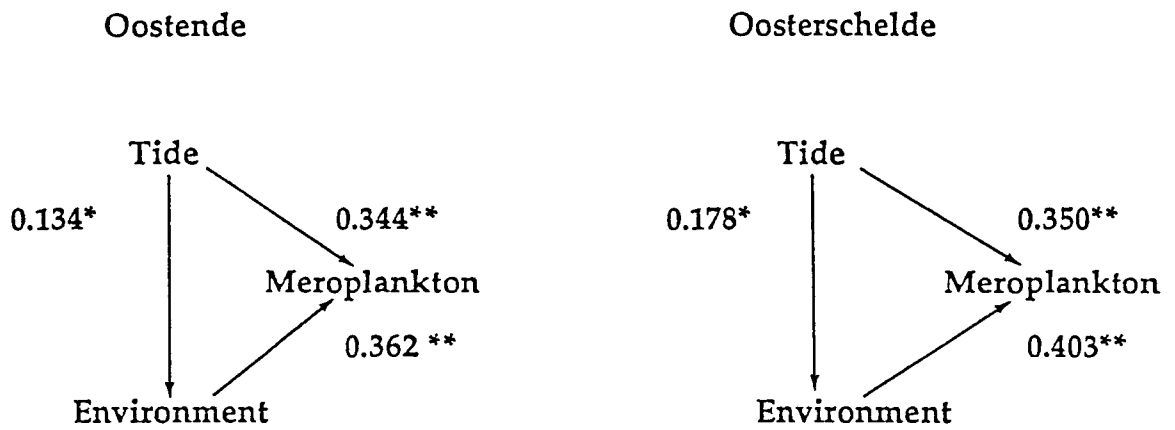 Oostende
Tide
0.134*
0.344**
Meroplankton
0.362 **
Environment
Oosterschelde
Tide
0.178*
0.350**
Meroplankton
0.403**
Environment